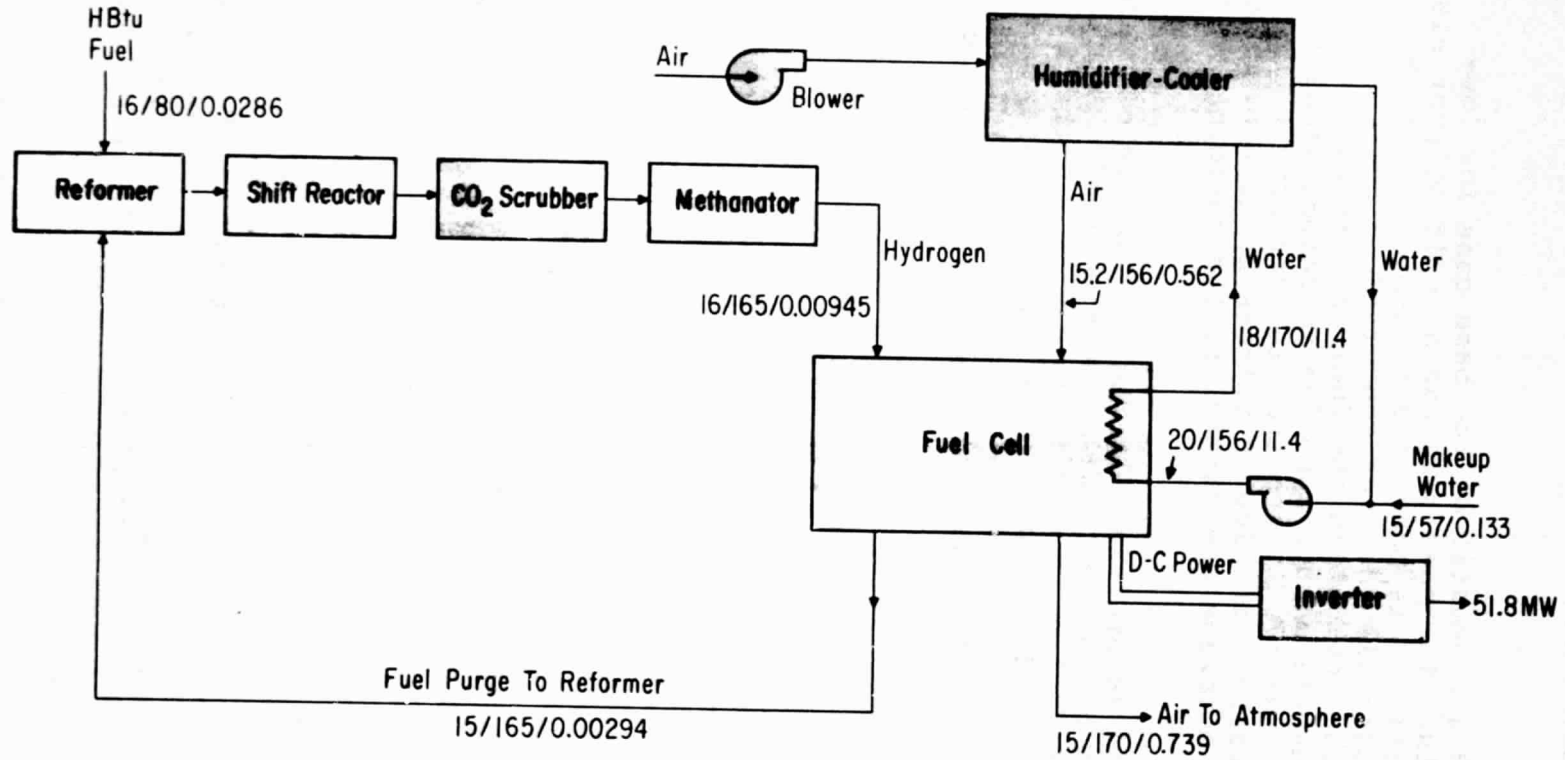 HBtu
Fuel
16/80/0.0286
Reformer
Shift Reactor
CO₂ Scrubber
Methanator
Air
Blower
Humidifier-Cooler
Hydrogen
16/165/0.00945
Air
15.2/156/0.562
Water
18/170/11.4
Water
Fuel Cell
20/156/11.4
Makeup
Water
15/57/0.133
D-C Power
Inverter
51.8 MW
Fuel Purge To Reformer
15/165/0.00294
Air To Atmosphere
15/170/0.739